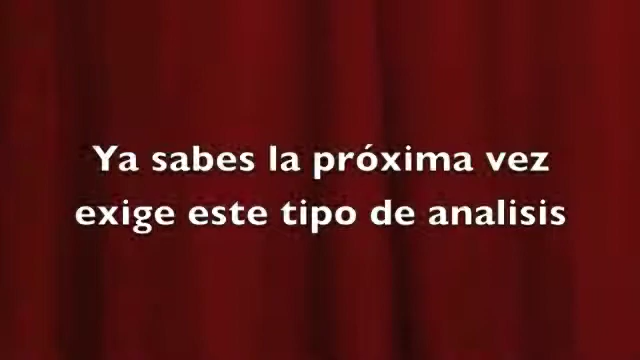 Ya sabes la próxima vez
exige este tipo de analisis